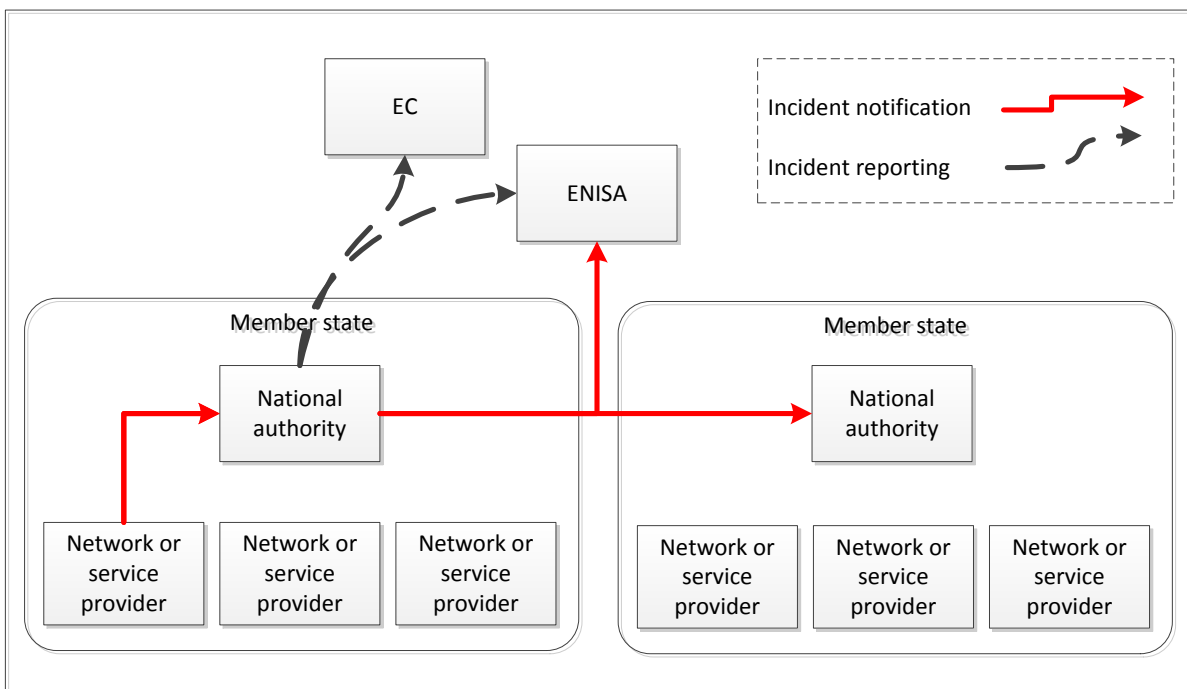 EC
Incident notification
Incident reporting
ENISA
Member state
National
authority
Network or
service
provider
Network or
service
provider
Network or
service
provider
Member state
National
authority
Network or
service
provider
Network or
service
provider
Network or
service
provider